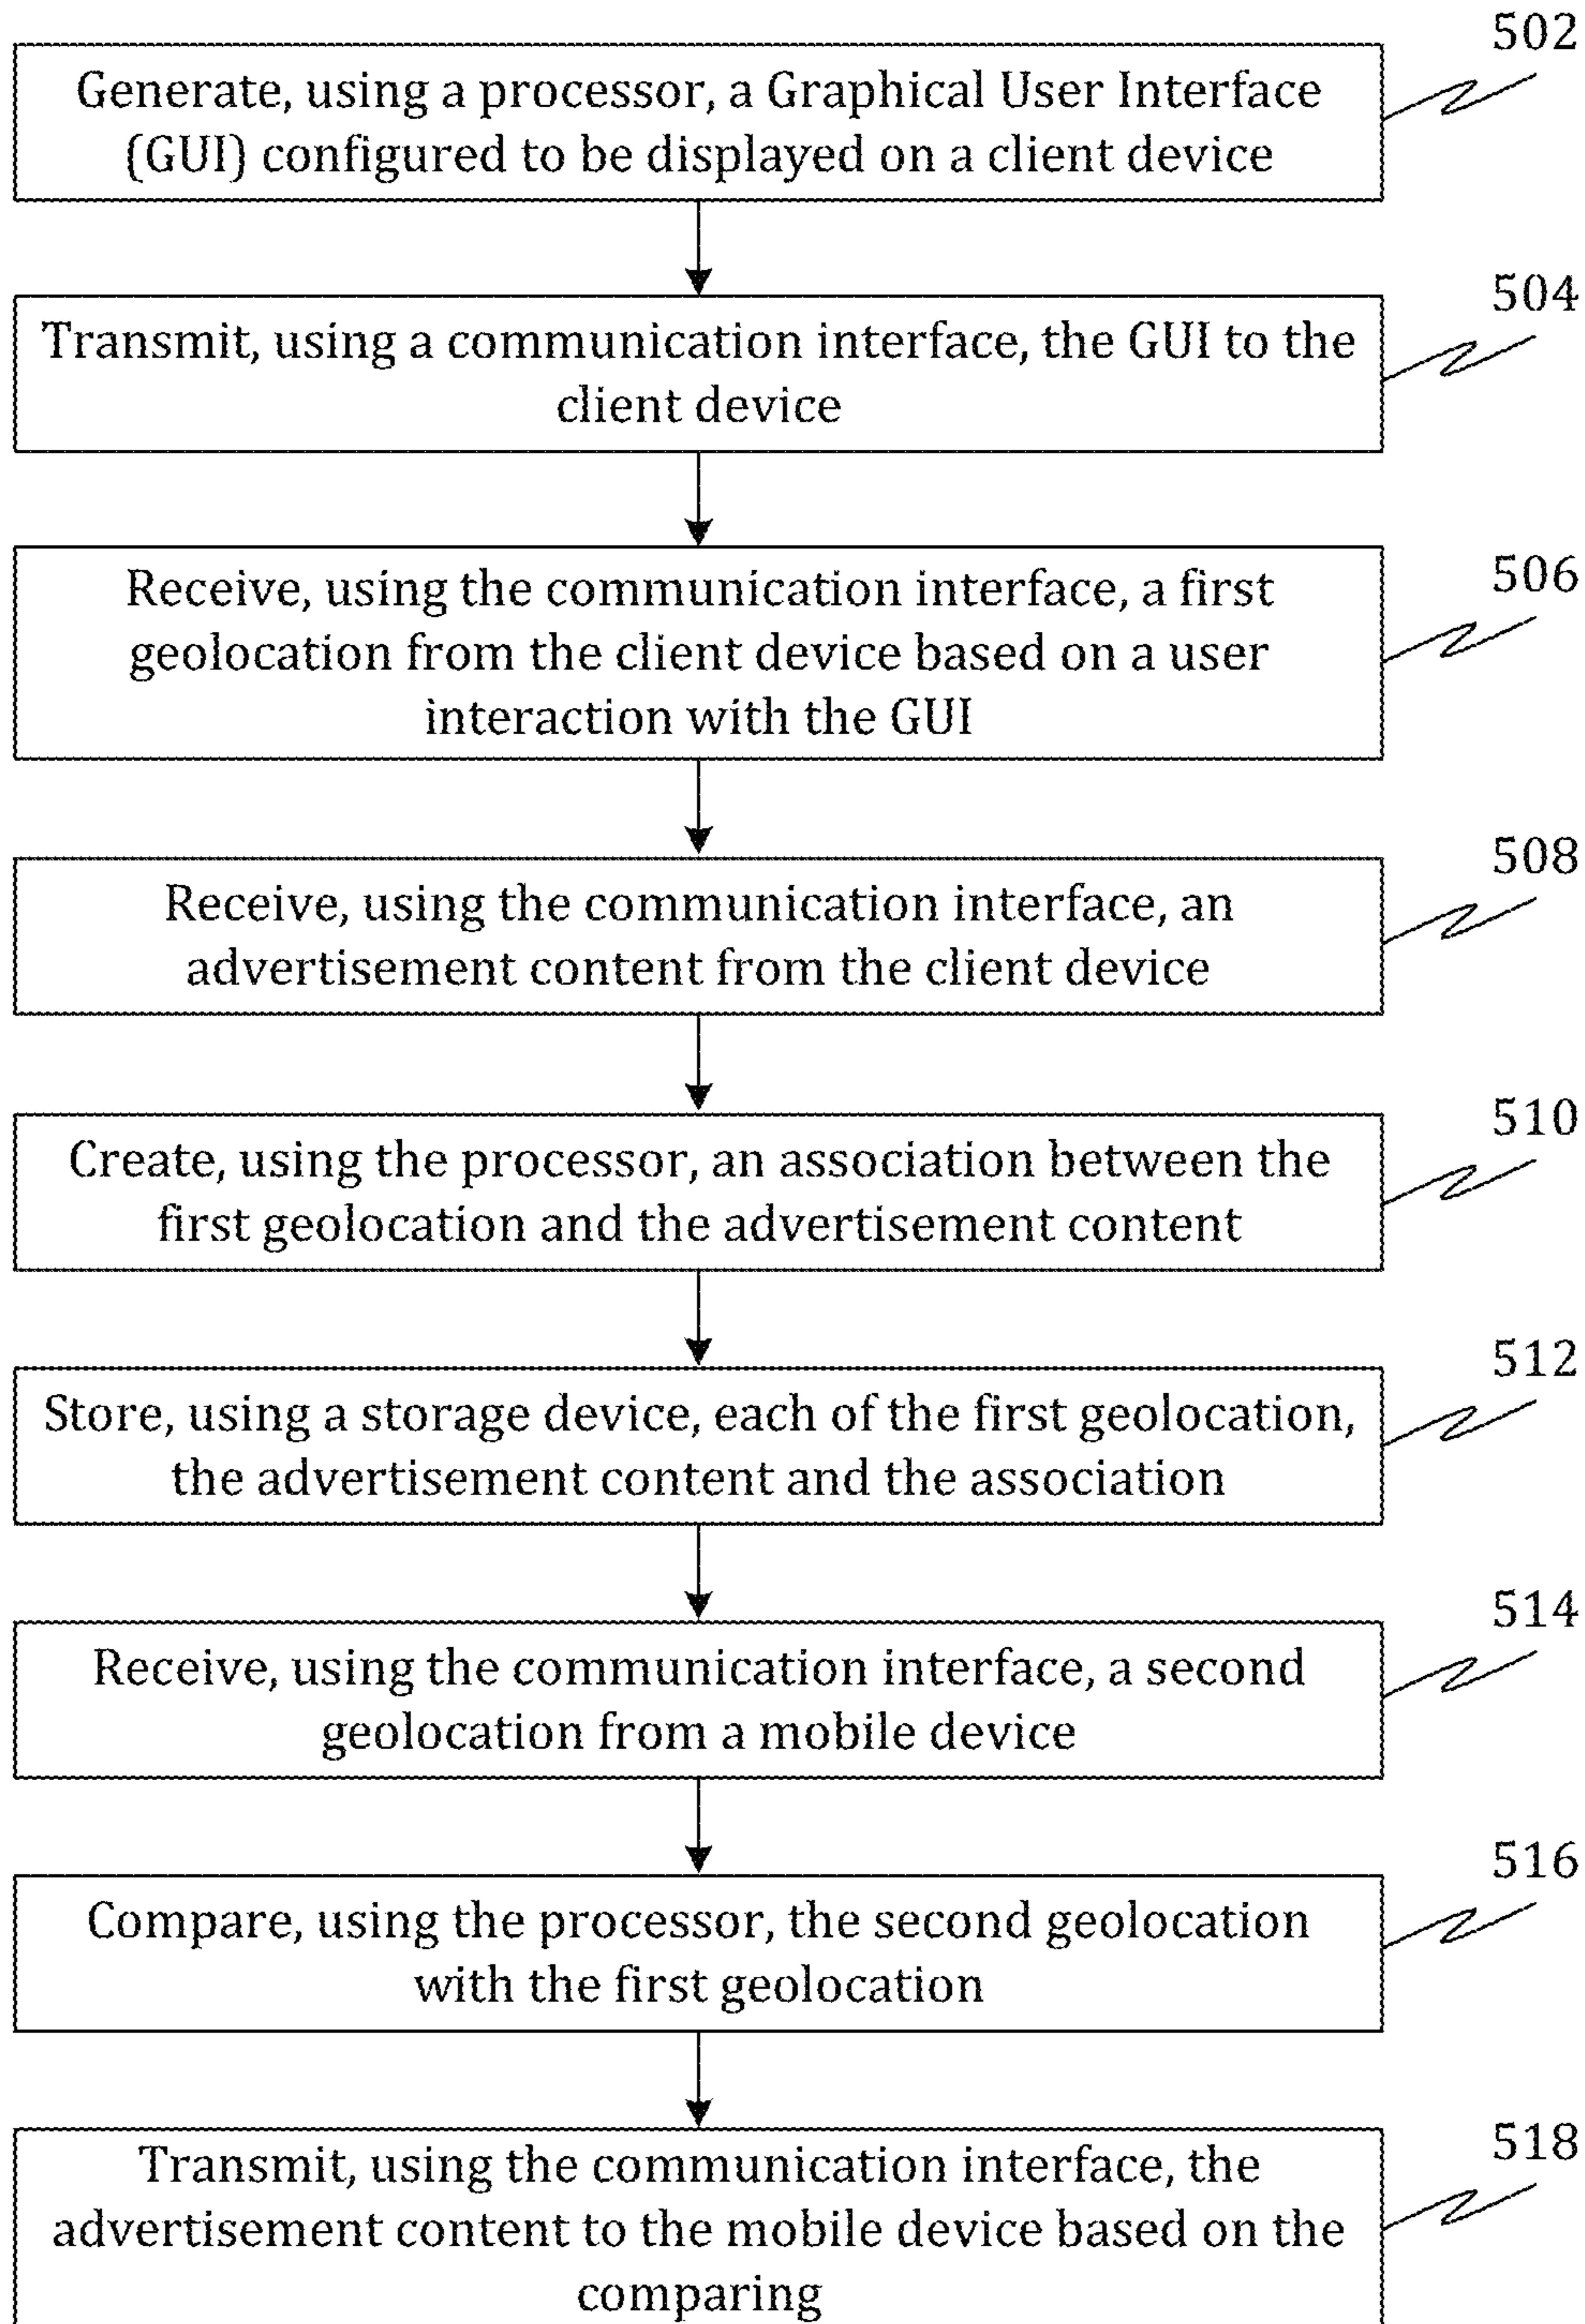 502
Generate, using a processor, a Graphical User Interface
(GUI) configured to be displayed on a client device
504
Transmit, using a communication interface, the GUI to the
client device
506
Receive, using the communication interface, a first
geolocation from the client device based on a user
interaction with the GUI
508
Receive, using the communication interface, an
advertisement content from the client device
510
Create, using the processor, an association between the
first geolocation and the advertisement content
512
Store, using a storage device, each of the first geolocation,
the advertisement content and the association
514
Receive, using the communication interface, a second
geolocation from a mobile device
516
Compare, using the processor, the second geolocation
with the first geolocation
518
Transmit, using the communication interface, the
advertisement content to the mobile device based on the
comparing